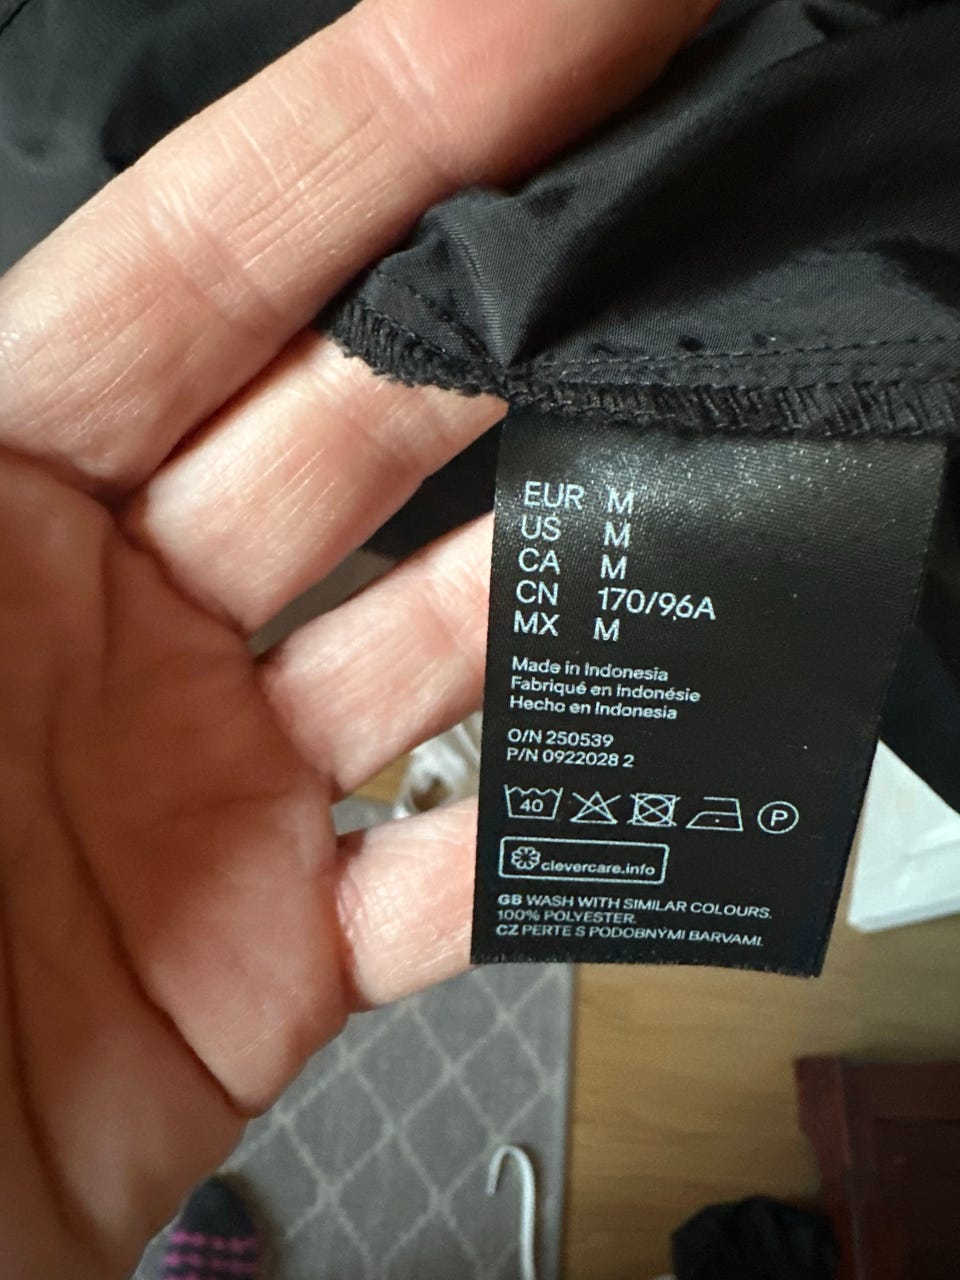 EUR M
US M
CA M
CN 170/96A
MX M
Made in Indonesia
Fabriqué en Indonésie
Hecho en Indonesia
O/N 250539
P/N 0922028 2
40
P
clevercare.info
GB WASH WITH SIMILAR COLOURS.
100% POLYESTER.
CZ PERTE S PODOBNÝMI BARVAMI.